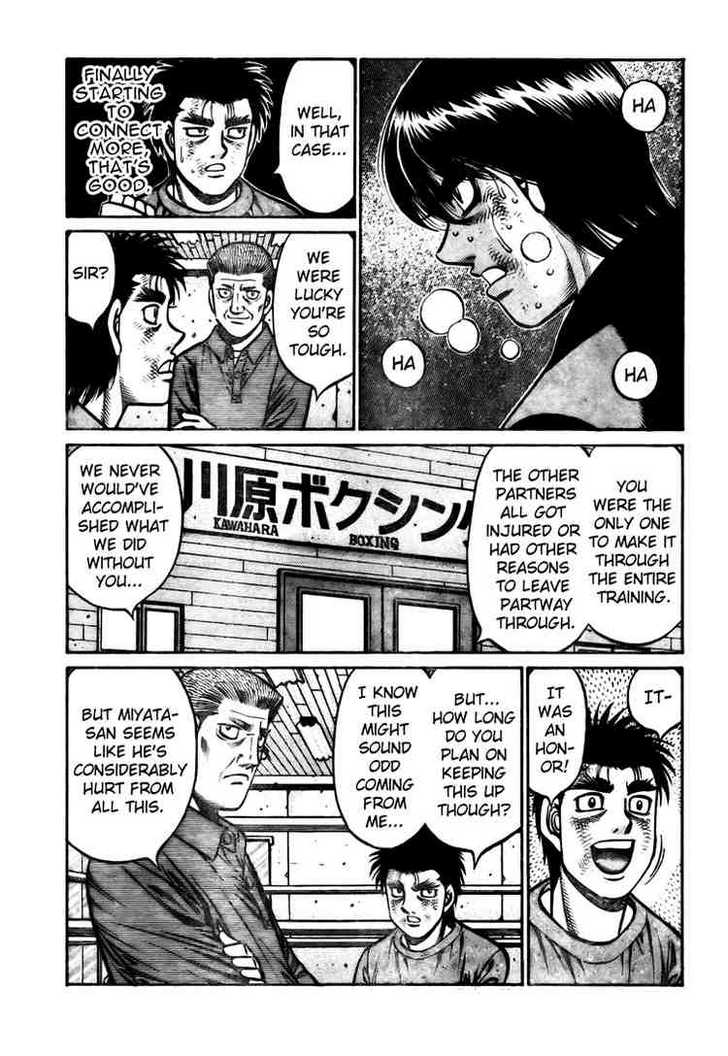 HA
HA
HA
WELL,
IN THAT
CASE...
FINALLY
STARTING
TO
CONNECT
MORE,
THAT'S
GOOD.
WE
WERE
LUCKY
YOU'RE
SO
TOUGH.
SIR?
YOU
WERE THE
ONLY ONE
TO MAKE IT
THROUGH
THE ENTIRE
TRAINING.
THE OTHER
PARTNERS
ALL GOT
INJURED OR
HAD OTHER
REASONS
TO LEAVE
PARTWAY
THROUGH.
川原ボクシング
KAWAHARA BOXING
WE NEVER
WOULD'VE
ACCOMPLI-
SHED WHAT
WE DID
WITHOUT
YOU...
IT-
IT
WAS
AN
HON-
OR!
BUT...
HOW LONG
DO YOU
PLAN ON
KEEPING
THIS UP
THOUGH?
I KNOW
THIS
MIGHT
SOUND
ODD
COMING
FROM
ME...
BUT MIYATA-
SAN SEEMS
LIKE HE'S
CONSIDERABLY
HURT FROM
ALL THIS.